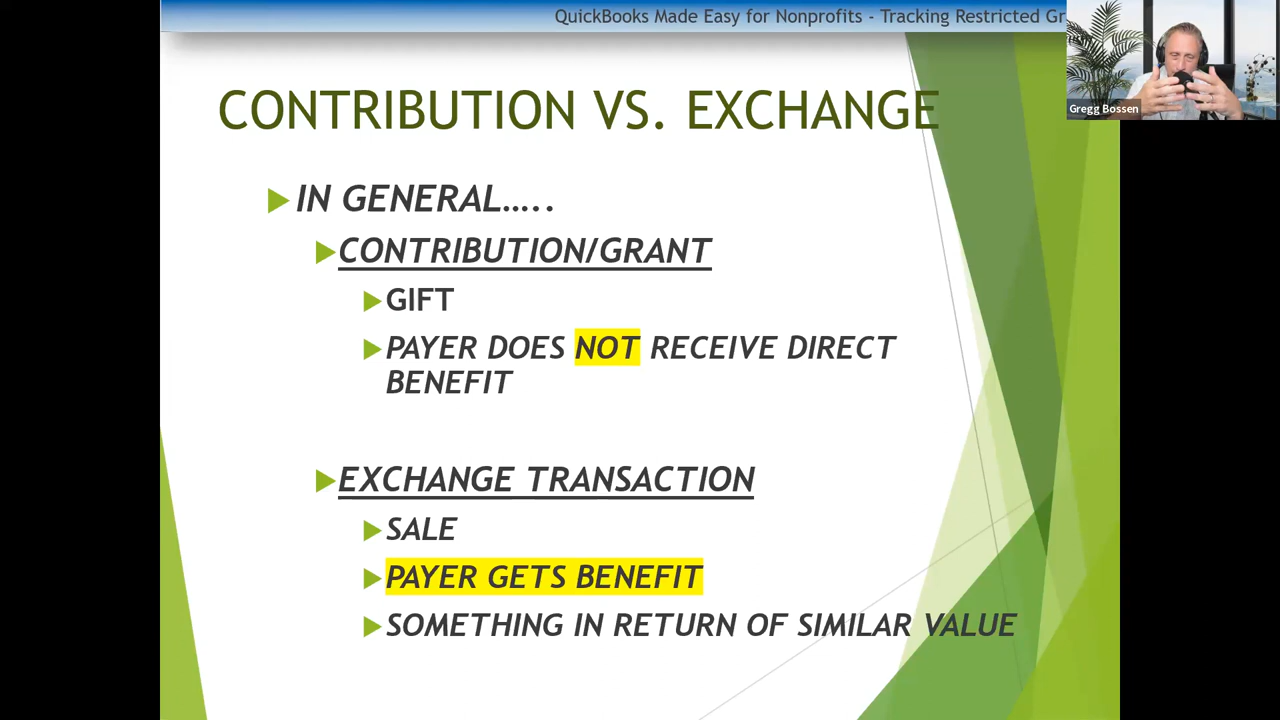 QuickBooks Made Easy for Nonprofits - Tracking Restricted Gr
Gregg Bossen
CONTRIBUTION VS. EXCHANGE
IN GENERAL.....
CONTRIBUTION/GRANT
GIFT
PAYER DOES NOT RECEIVE DIRECT
BENEFIT
EXCHANGE TRANSACTION
SALE
PAYER GETS BENEFIT
SOMETHING IN RETURN OF SIMILAR VALUE